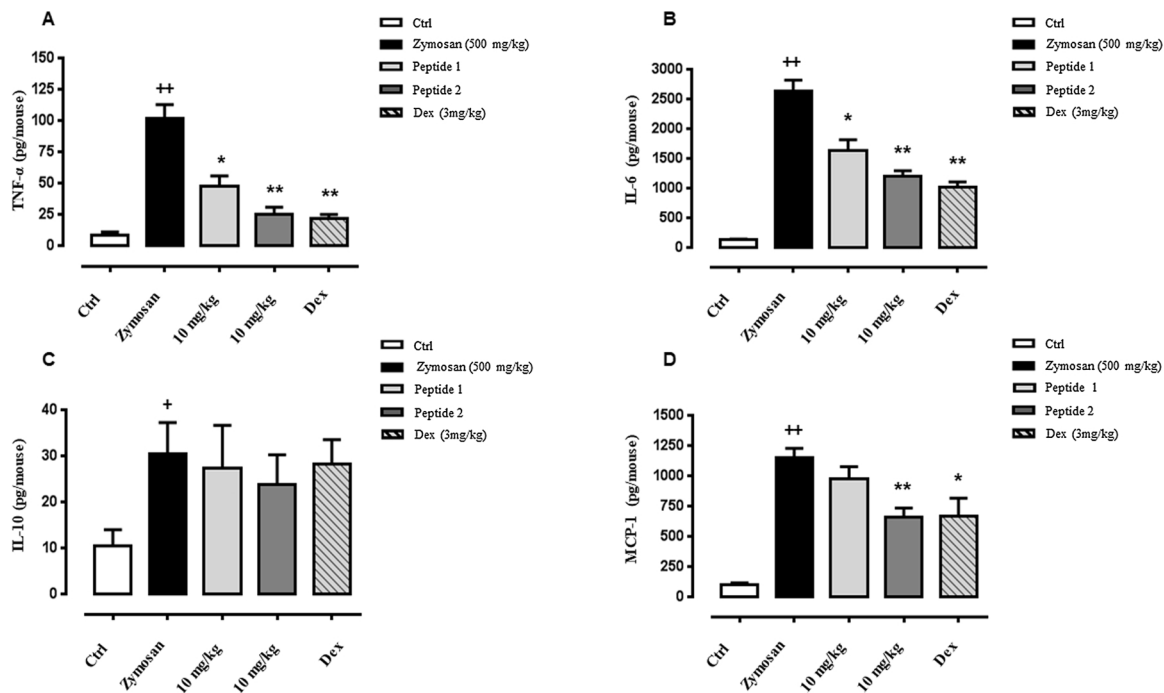 A
Ctrl
Zymosan (500 mg/kg)
Peptide 1
Peptide 2
Dex (3mg/kg)
TNF-α (pg/mouse)
150
125
100
75
50
25
0
++
*
**
**
Ctrl
Zymosan
10 mg/kg
10 mg/kg
Dex
B
Ctrl
Zymosan (500 mg/kg)
Peptide 1
Peptide 2
Dex (3mg/kg)
IL-6 (pg/mouse)
3000
2500
2000
1500
1000
500
0
++
*
**
**
Ctrl
Zymosan
10 mg/kg
10 mg/kg
Dex
C
Ctrl
Zymosan (500 mg/kg)
Peptide 1
Peptide 2
Dex (3mg/kg)
IL-10 (pg/mouse)
40
30
20
10
0
+
Ctrl
Zymosan
10 mg/kg
10 mg/kg
Dex
D
Ctrl
Zymosan (500 mg/kg)
Peptide 1
Peptide 2
Dex (3mg/kg)
MCP-1 (pg/mouse)
1500
1250
1000
750
500
250
0
++
**
*
Ctrl
Zymosan
10 mg/kg
10 mg/kg
Dex